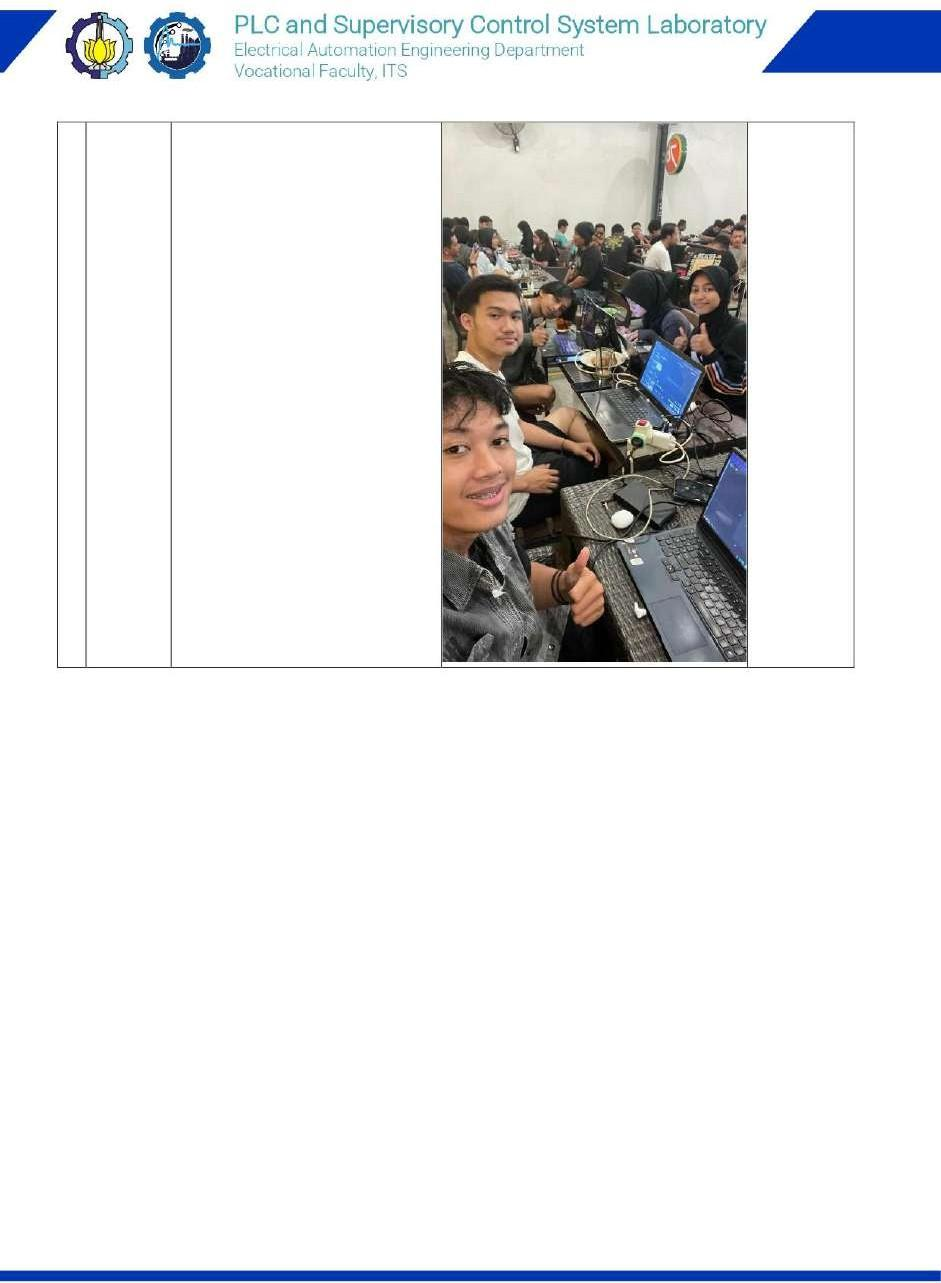 PLC and Supervisory Control System Laboratory
Electrical Automation Engineering Department
Vocational Faculty, ITS